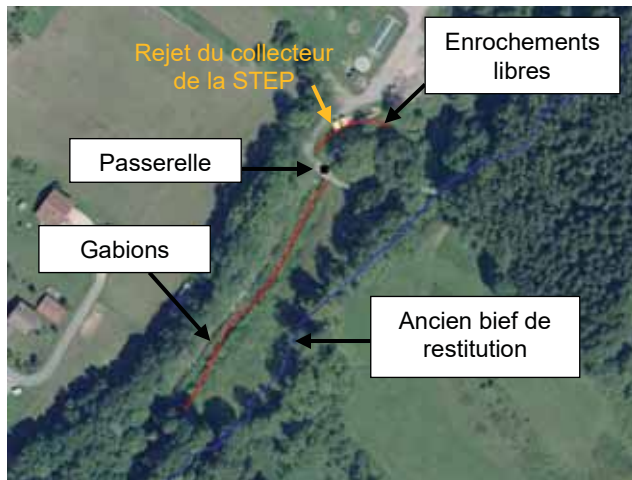 Rejet du collecteur
de la STEP
Enrochements
libres
Passerelle
Gabions
Ancien bief de
restitution